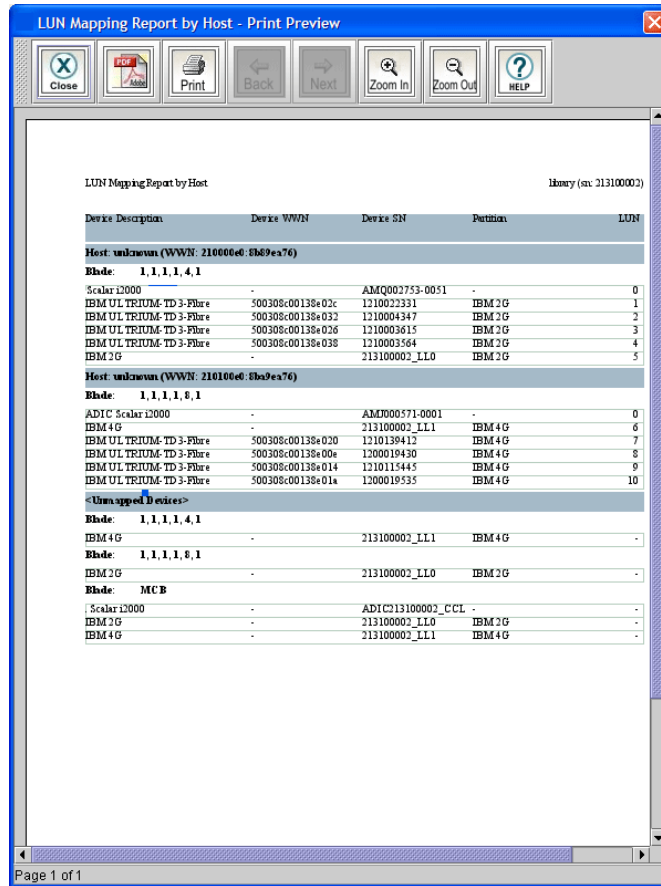 LUN Mapping Report by Host - Print Preview
Close PDF Adobe Print Back Next Zoom In Zoom Out HELP
LUN Mapping Report by Host library (sn: 213100002)
Device Description Device WWN Device SN Partition LUN
Host: unknown (WWN: 210000e0:8b89ea76)
Blade: 1,1,1,1,4,1
Scalar i2000 - AMQ002753-0051 - 0
IBM ULTRIUM-TD3-Fibre 500308c00138e02c 1210022331 IBM2G 1
IBM ULTRIUM-TD3-Fibre 500308c00138e032 1210004347 IBM2G 2
IBM ULTRIUM-TD3-Fibre 500308c00138e026 1210003615 IBM2G 3
IBM ULTRIUM-TD3-Fibre 500308c00138e038 1210003564 IBM2G 4
IBM2G - 213100002_LL0 IBM2G 5
Host: unknown (WWN: 210100e0:8ba9ea76)
Blade: 1,1,1,1,8,1
ADIC Scalar i2000 - AMJ000571-0001 - 0
IBM4G - 213100002_LL1 IBM4G 6
IBM ULTRIUM-TD3-Fibre 500308c00138e020 1210139412 IBM4G 7
IBM ULTRIUM-TD3-Fibre 500308c00138e00e 1200019430 IBM4G 8
IBM ULTRIUM-TD3-Fibre 500308c00138e014 1210115445 IBM4G 9
IBM ULTRIUM-TD3-Fibre 500308c00138e01a 1200019535 IBM4G 10
<Unmapped Devices>
Blade: 1,1,1,1,4,1
IBM4G - 213100002_LL1 IBM4G -
Blade: 1,1,1,1,8,1
IBM2G - 213100002_LL0 IBM2G -
Blade: MCB
Scalar i2000 - ADIC213100002_CCL - -
IBM2G - 213100002_LL0 IBM2G -
IBM4G - 213100002_LL1 IBM4G -
Page 1 of 1